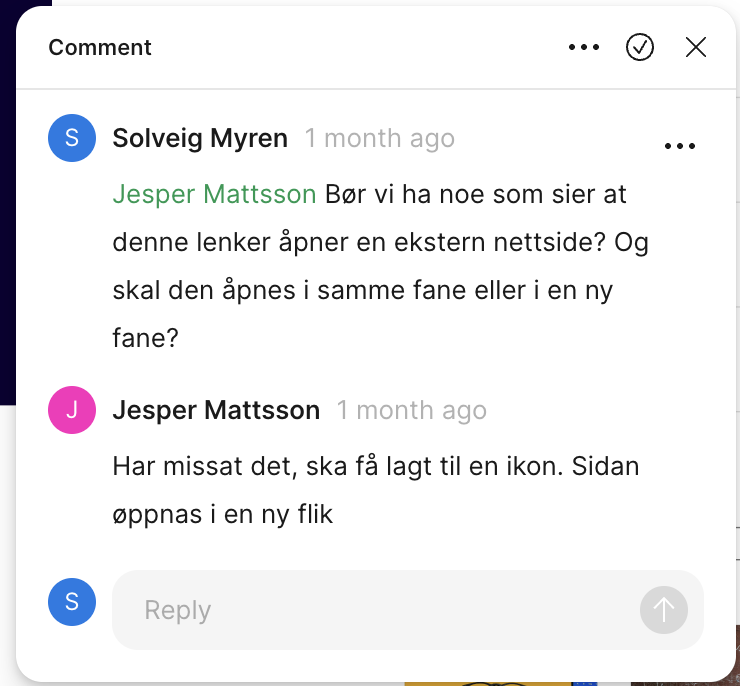 Comment
S
Solveig Myren 1 month ago
Jesper Mattsson Bør vi ha noe som sier at
denne lenker åpner en ekstern nettside? Og
skal den åpnes i samme fane eller i en ny
fane?
J
Jesper Mattsson 1 month ago
Har missat det, ska få lagt til en ikon. Sidan
øppnas i en ny flik
S
Reply